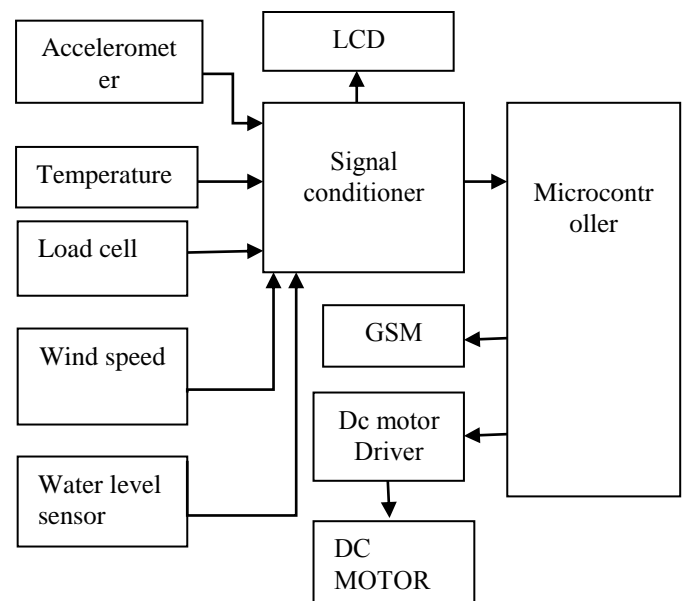 Acceleromet
er
LCD
Temperature
Signal
conditioner
Microcontr
oller
Load cell
Wind speed
GSM
Dc motor
Driver
Water level
sensor
DC
MOTOR